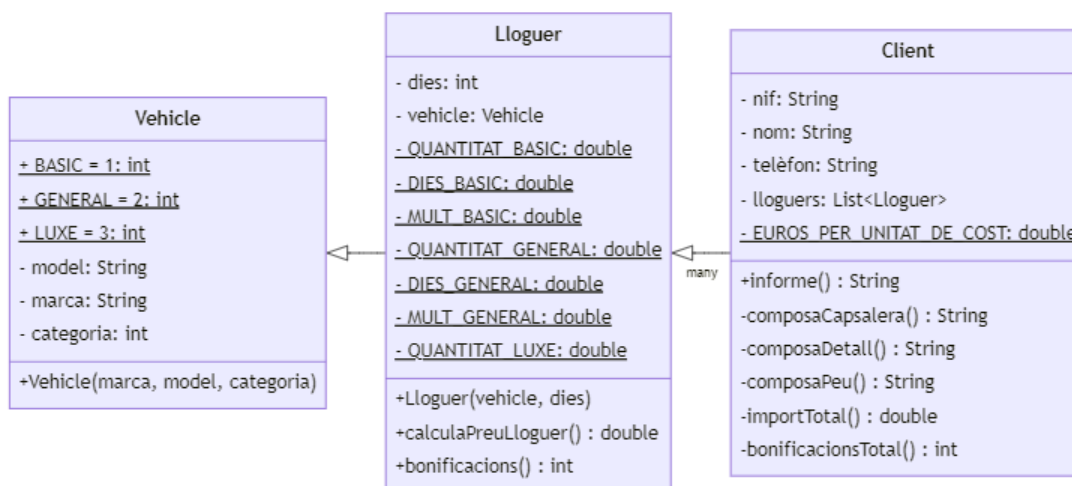 Vehicle
+ BASIC = 1: int
+ GENERAL = 2: int
+ LUXE = 3: int
- model: String
- marca: String
- categoria: int
+Vehicle(marca, model, categoria)
Lloguer
- dies: int
- vehicle: Vehicle
- QUANTITAT_BASIC: double
- DIES_BASIC: double
- MULT_BASIC: double
- QUANTITAT_GENERAL: double
- DIES_GENERAL: double
- MULT_GENERAL: double
- QUANTITAT_LUXE: double
+Lloguer(vehicle, dies)
+calculaPreuLloguer() : double
+bonificacions() : int
many
Client
- nif: String
- nom: String
- telèfon: String
- lloguers: List<Lloguer>
- EUROS_PER_UNITAT_DE_COST: double
+informe() : String
-composaCapsalera() : String
-composaDetall() : String
-composaPeu() : String
-importTotal() : double
-bonificacionsTotal() : int